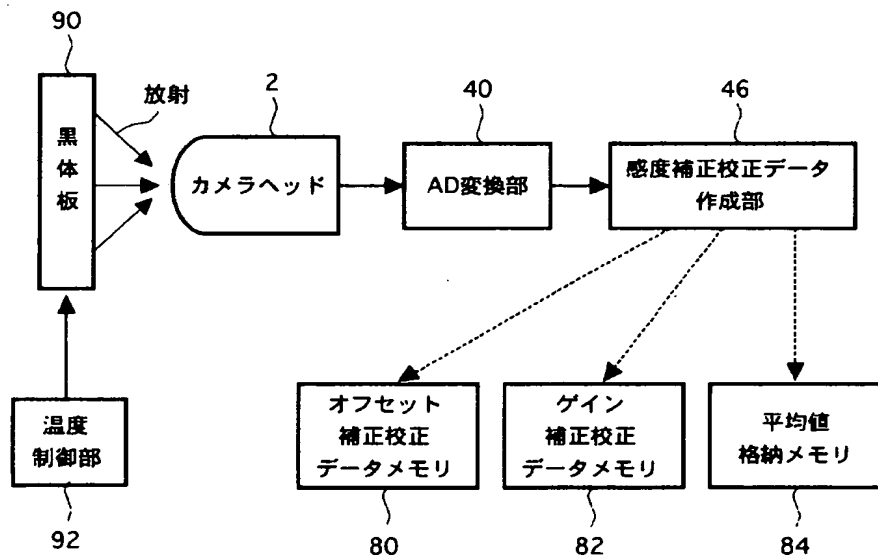 90
放射
黒体板
2
カメラヘッド
40
AD変換部
46
感度補正校正データ
作成部
温度
制御部
92
オフセット
補正校正
データメモリ
80
ゲイン
補正校正
データメモリ
82
平均値
格納メモリ
84